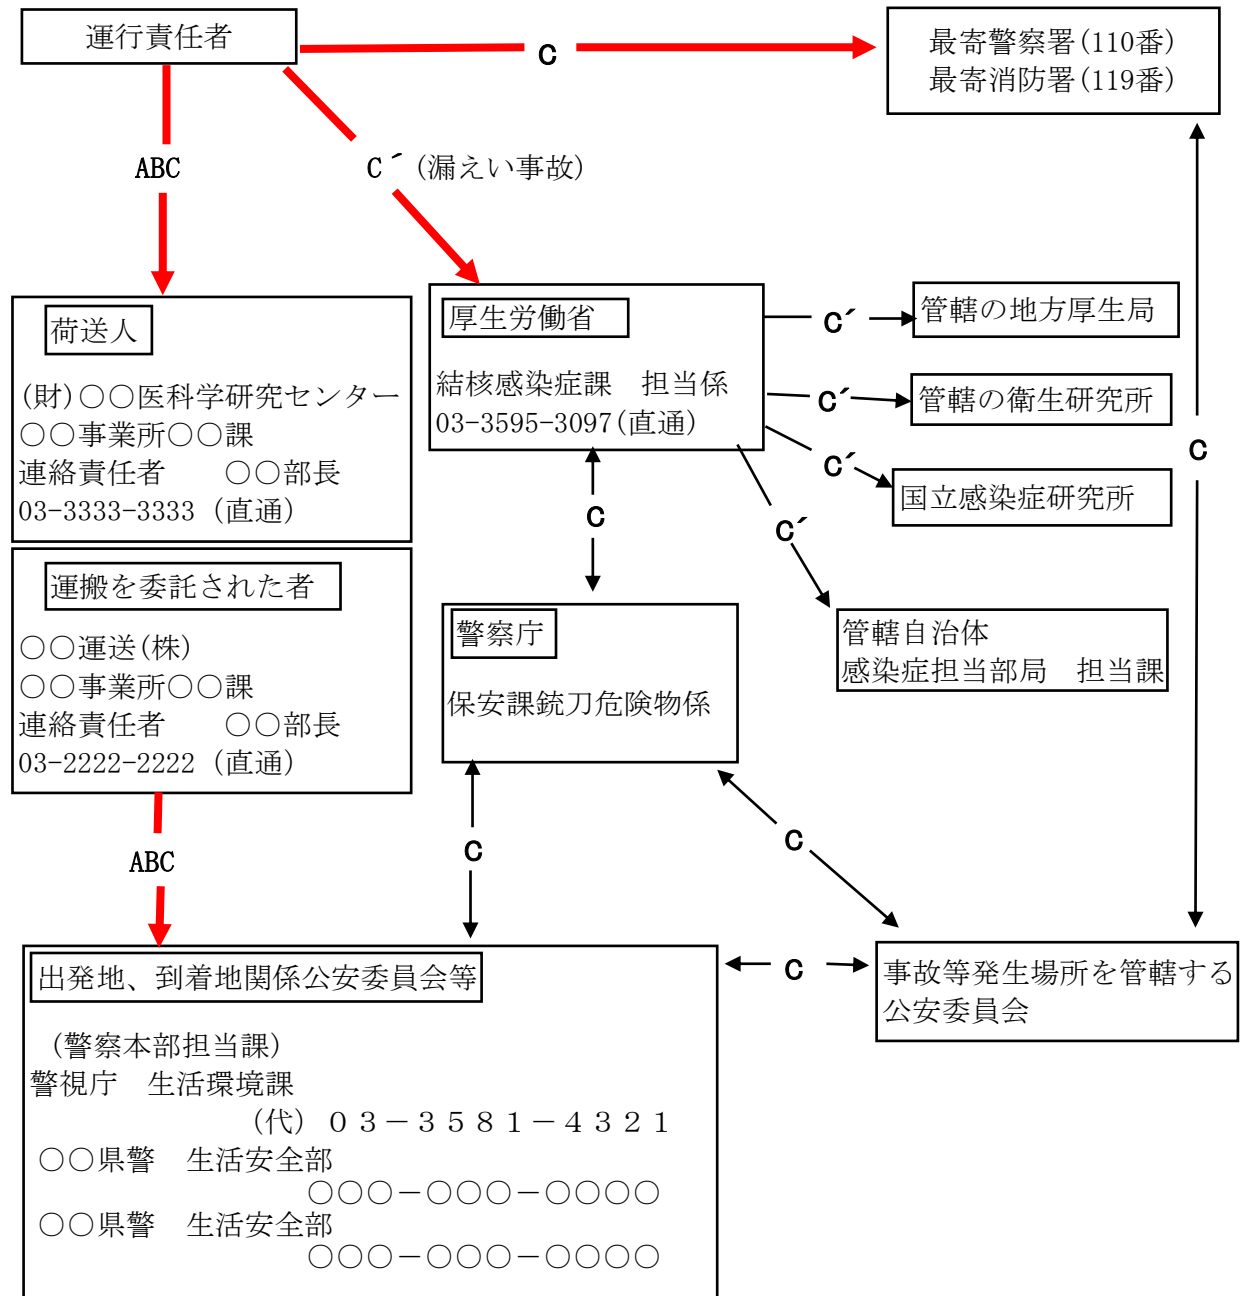 運行責任者
C
最寄警察署(110番)
最寄消防署(119番)
ABC
C´(漏えい事故)
荷送人
(財)○○医科学研究センター
○○事業所○○課
連絡責任者　　○○部長
03-3333-3333 (直通)
厚生労働省
結核感染症課　担当係
03-3595-3097(直通)
C´
管轄の地方厚生局
C´
管轄の衛生研究所
C´
国立感染症研究所
C´
管轄自治体
感染症担当部局　担当課
C
C
運搬を委託された者
○○運送(株)
○○事業所○○課
連絡責任者　　○○部長
03-2222-2222 (直通)
警察庁
保安課銃刀危険物係
ABC
C
C
出発地、到着地関係公安委員会等
(警察本部担当課)
警視庁　生活環境課
(代) ０３－３５８１－４３２１
○○県警　生活安全部
○○○－○○○－○○○○
○○県警　生活安全部
○○○－○○○－○○○○
C
事故等発生場所を管轄する
公安委員会